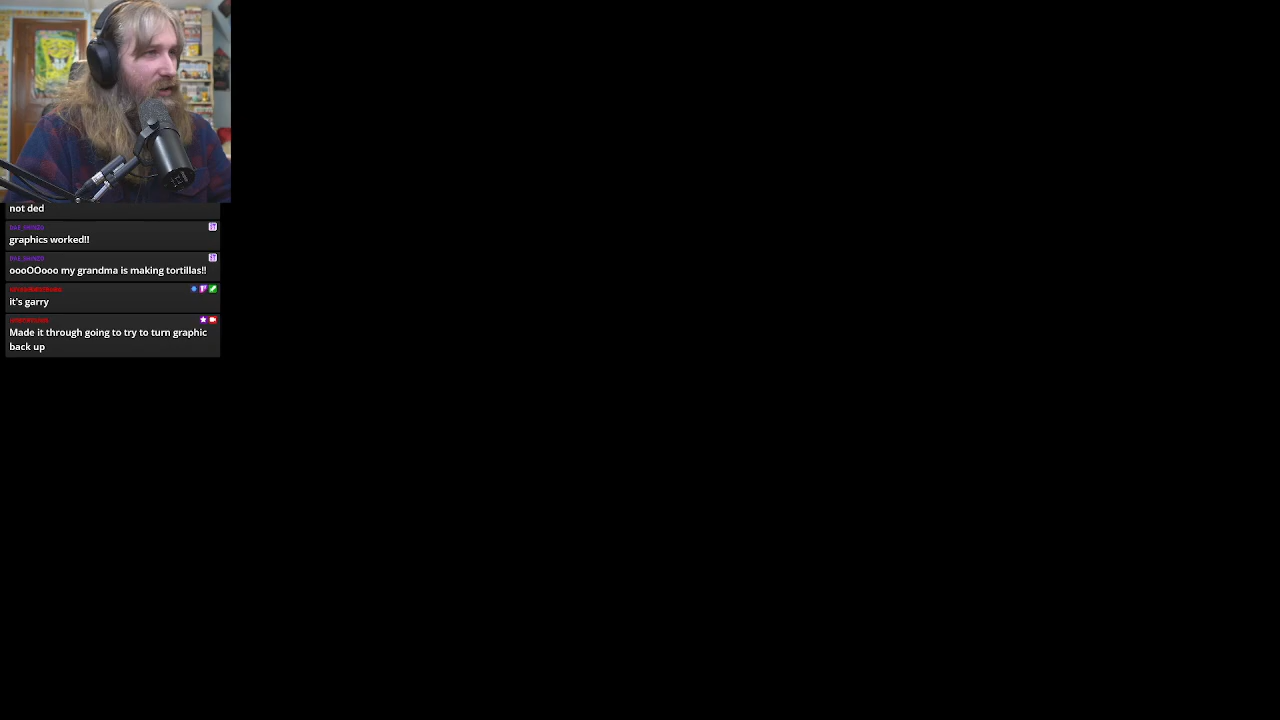 not ded
graphics worked!!
oooOOooo my grandma is making tortillas!!
it's garry
Made it through going to try to turn graphic
back up